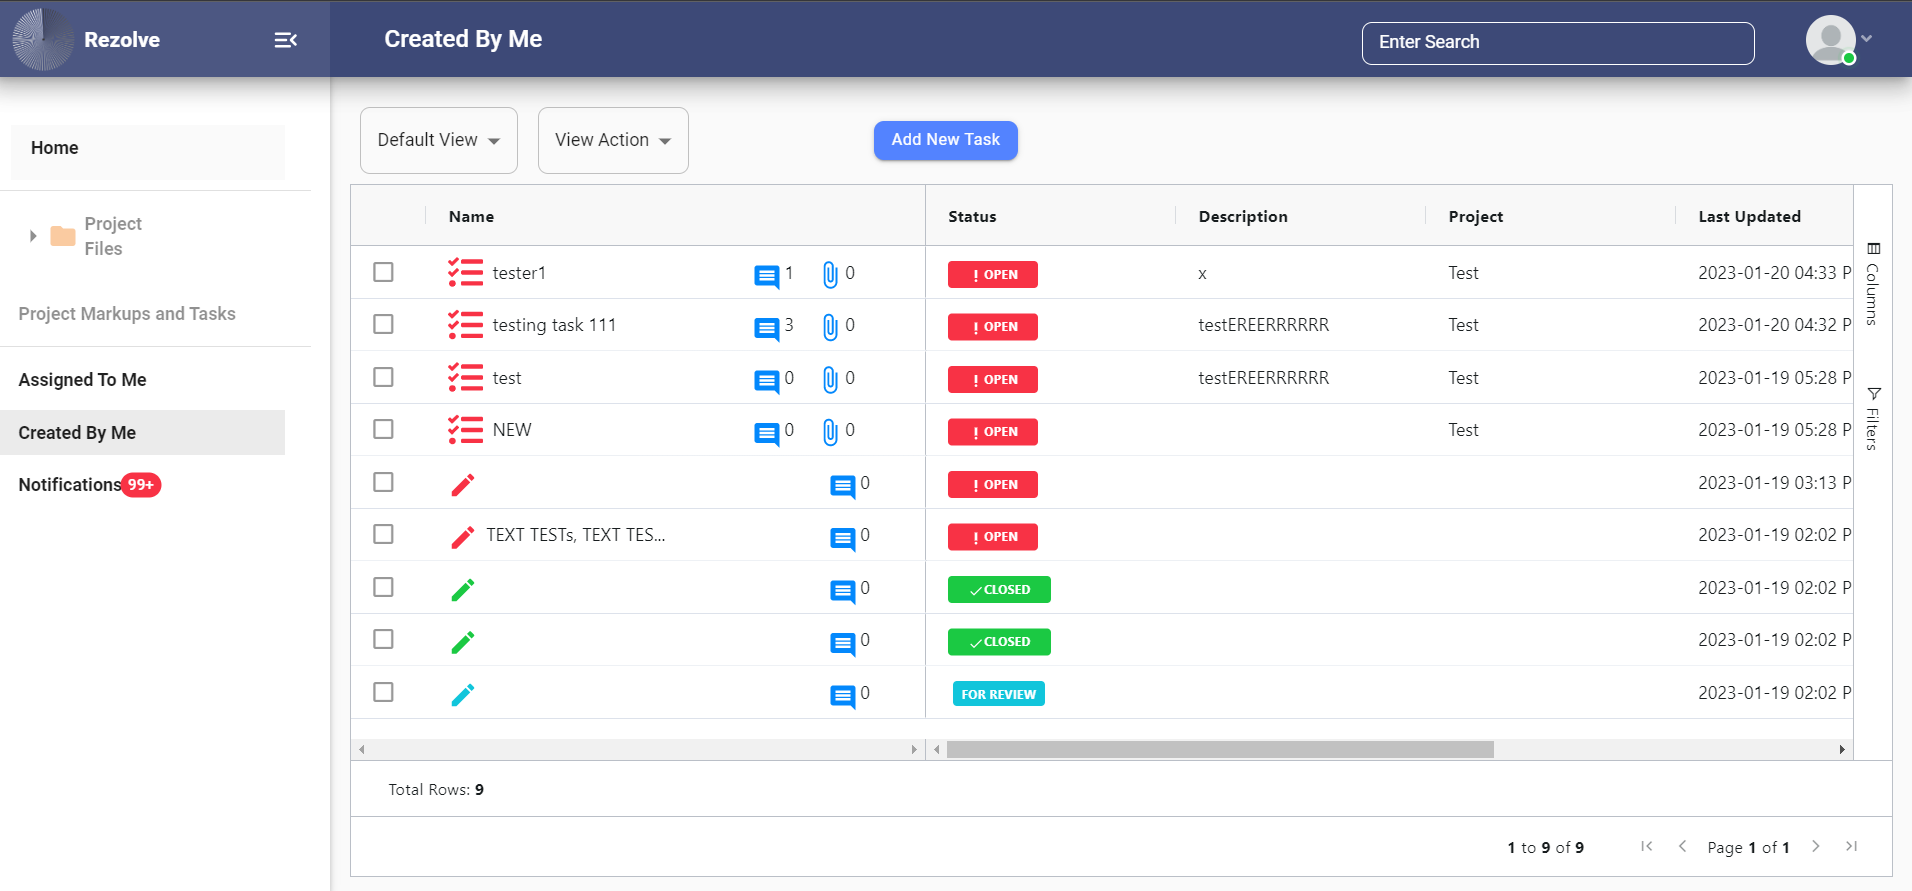 Rezolve
Created By Me
Enter Search
Home
Project
Files
Project Markups and Tasks
Assigned To Me
Created By Me
Notifications 99+
Default View
View Action
Add New Task
Name Status Description Project Last Updated
tester1 1 0 ! OPEN x Test 2023-01-20 04:33 P
testing task 111 3 0 ! OPEN testEREERRRRRR Test 2023-01-20 04:32 P
test 0 0 ! OPEN testEREERRRRRR Test 2023-01-19 05:28 P
NEW 0 0 ! OPEN Test 2023-01-19 05:28 P
0 ! OPEN 2023-01-19 03:13 P
TEXT TESTs, TEXT TES... 0 ! OPEN 2023-01-19 02:02 P
0 CLOSED 2023-01-19 02:02 P
0 CLOSED 2023-01-19 02:02 P
0 FOR REVIEW 2023-01-19 02:02 P
Columns
Filters
Total Rows: 9
1 to 9 of 9 Page 1 of 1